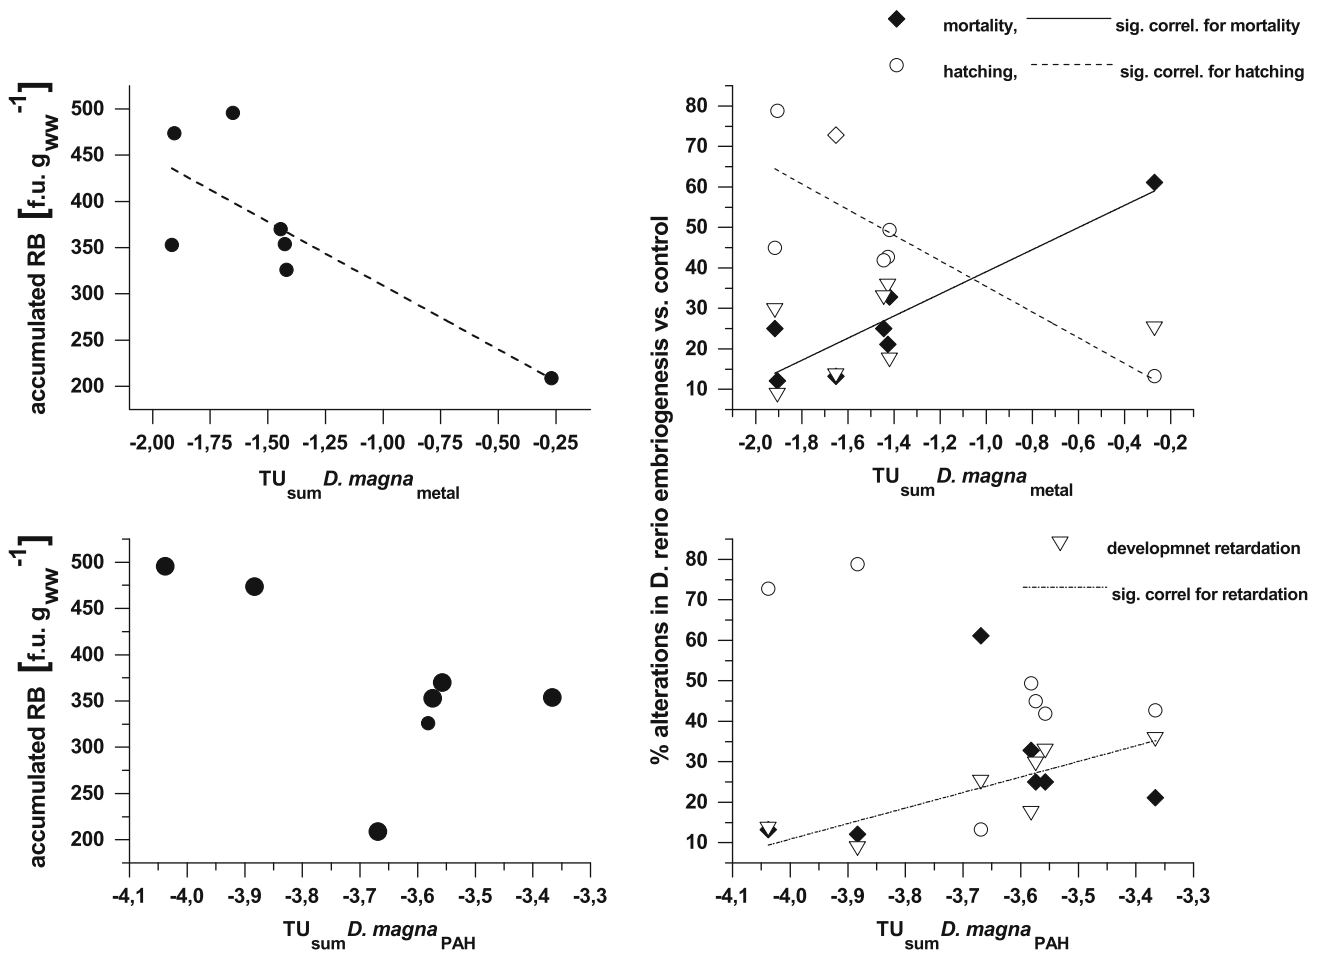 mortality, sig. correl. for mortality
hatching, sig. correl. for hatching
accumulated RB [f.u. gww-1]
500
450
400
350
300
250
200
-2,00 -1,75 -1,50 -1,25 -1,00 -0,75 -0,50 -0,25
TUsum D. magna metal
% alterations in D. rerio embriogenesis vs. control
80
70
60
50
40
30
20
10
-2,0 -1,8 -1,6 -1,4 -1,2 -1,0 -0,8 -0,6 -0,4 -0,2
TUsum D. magna metal
accumulated RB [f.u. gww-1]
500
450
400
350
300
250
200
-4,1 -4,0 -3,9 -3,8 -3,7 -3,6 -3,5 -3,4 -3,3
TUsum D. magna PAH
developmnet retardation
sig. correl for retardation
80
70
60
50
40
30
20
10
-4,1 -4,0 -3,9 -3,8 -3,7 -3,6 -3,5 -3,4 -3,3
TUsum D. magna PAH